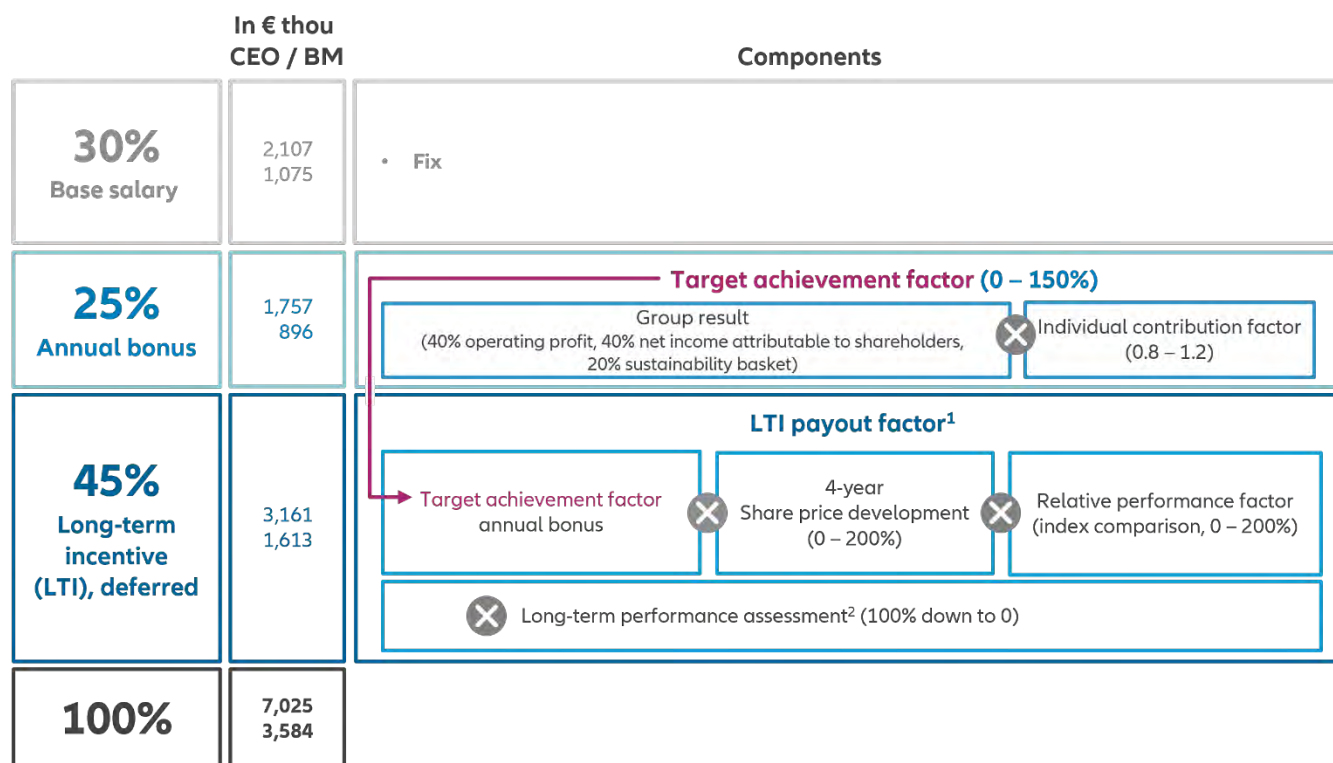 In € thou
CEO / BM
Components
30%
Base salary
2,107
1,075
• Fix
25%
Annual bonus
1,757
896
Target achievement factor (0 – 150%)
Group result
(40% operating profit, 40% net income attributable to shareholders,
20% sustainability basket)
Individual contribution factor
(0.8 – 1.2)
45%
Long-term
incentive
(LTI), deferred
3,161
1,613
LTI payout factor¹
Target achievement factor
annual bonus
4-year
Share price development
(0 – 200%)
Relative performance factor
(index comparison, 0 – 200%)
Long-term performance assessment² (100% down to 0)
100%
7,025
3,584